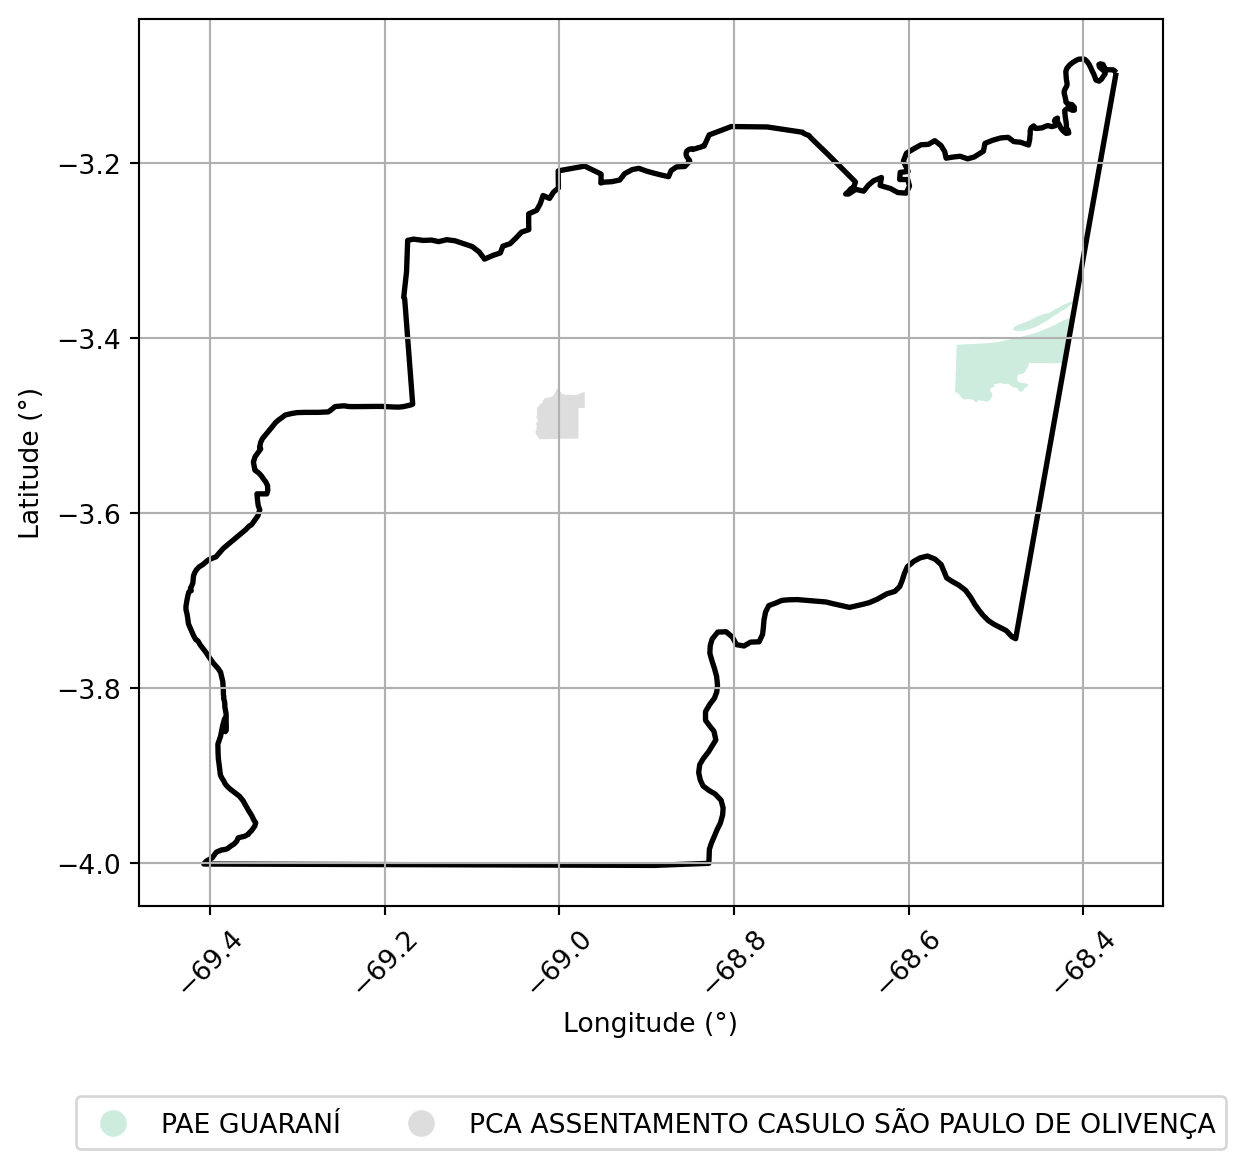 −3.2
−3.4
−3.6
−3.8
−4.0
Latitude (°)
−69.4
−69.2
−69.0
−68.8
−68.6
−68.4
Longitude (°)
PAE GUARANÍ
PCA ASSENTAMENTO CASULO SÃO PAULO DE OLIVENÇA